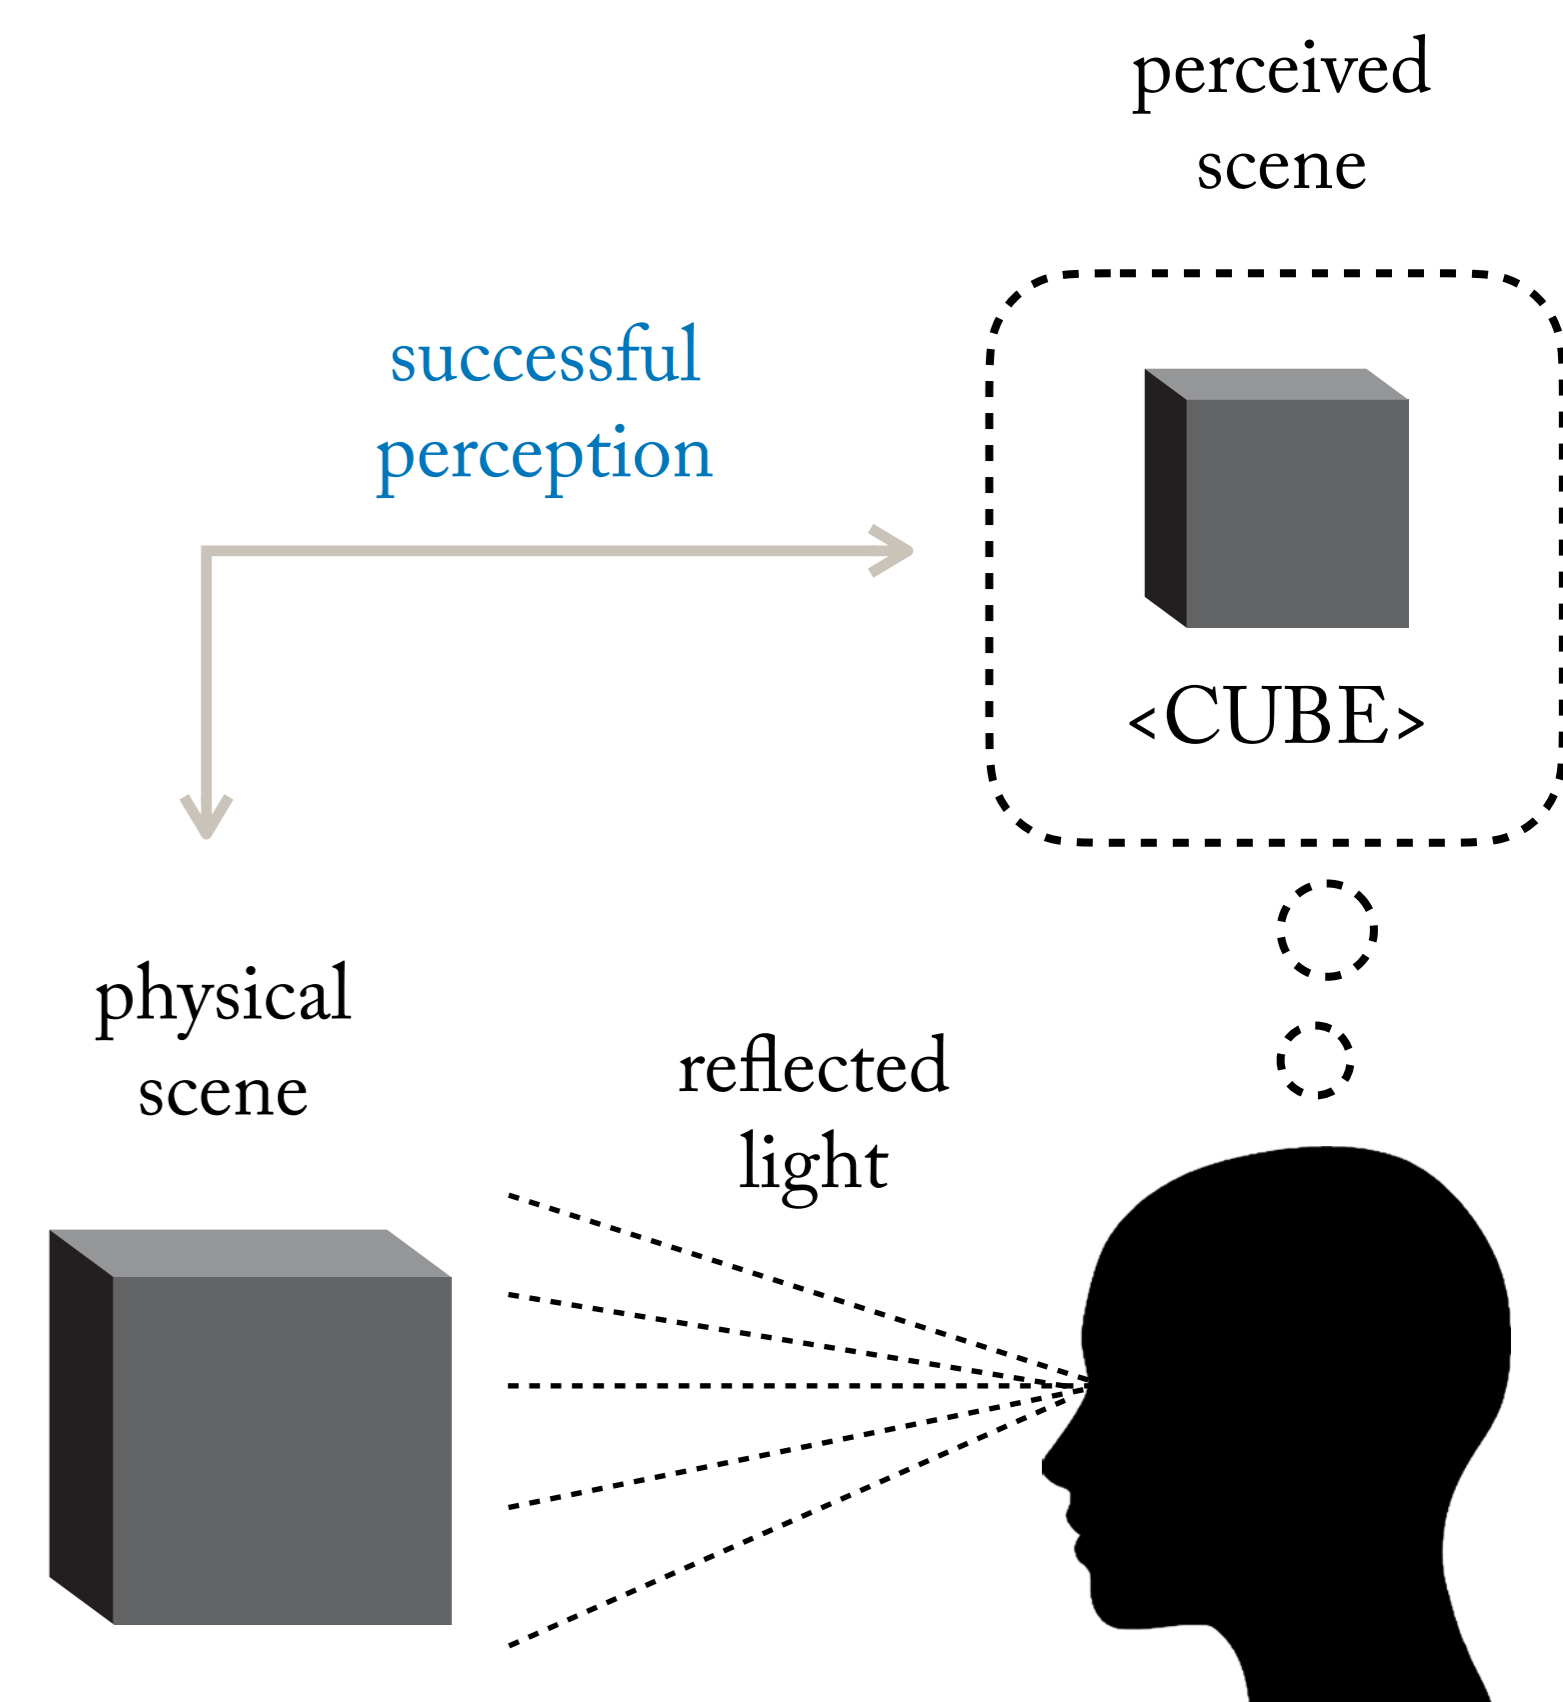 perceived
scene
successful
perception
<CUBE>
physical
scene
reflected
light